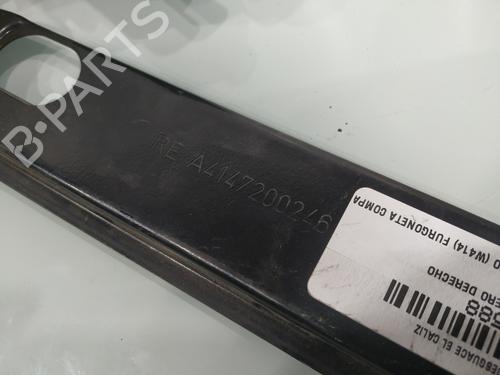 B-PARTS
RE A4147200246
O (W414) FURGONETA COMPA
ERO DERECHO
688
DESGUACE EL CALIZ